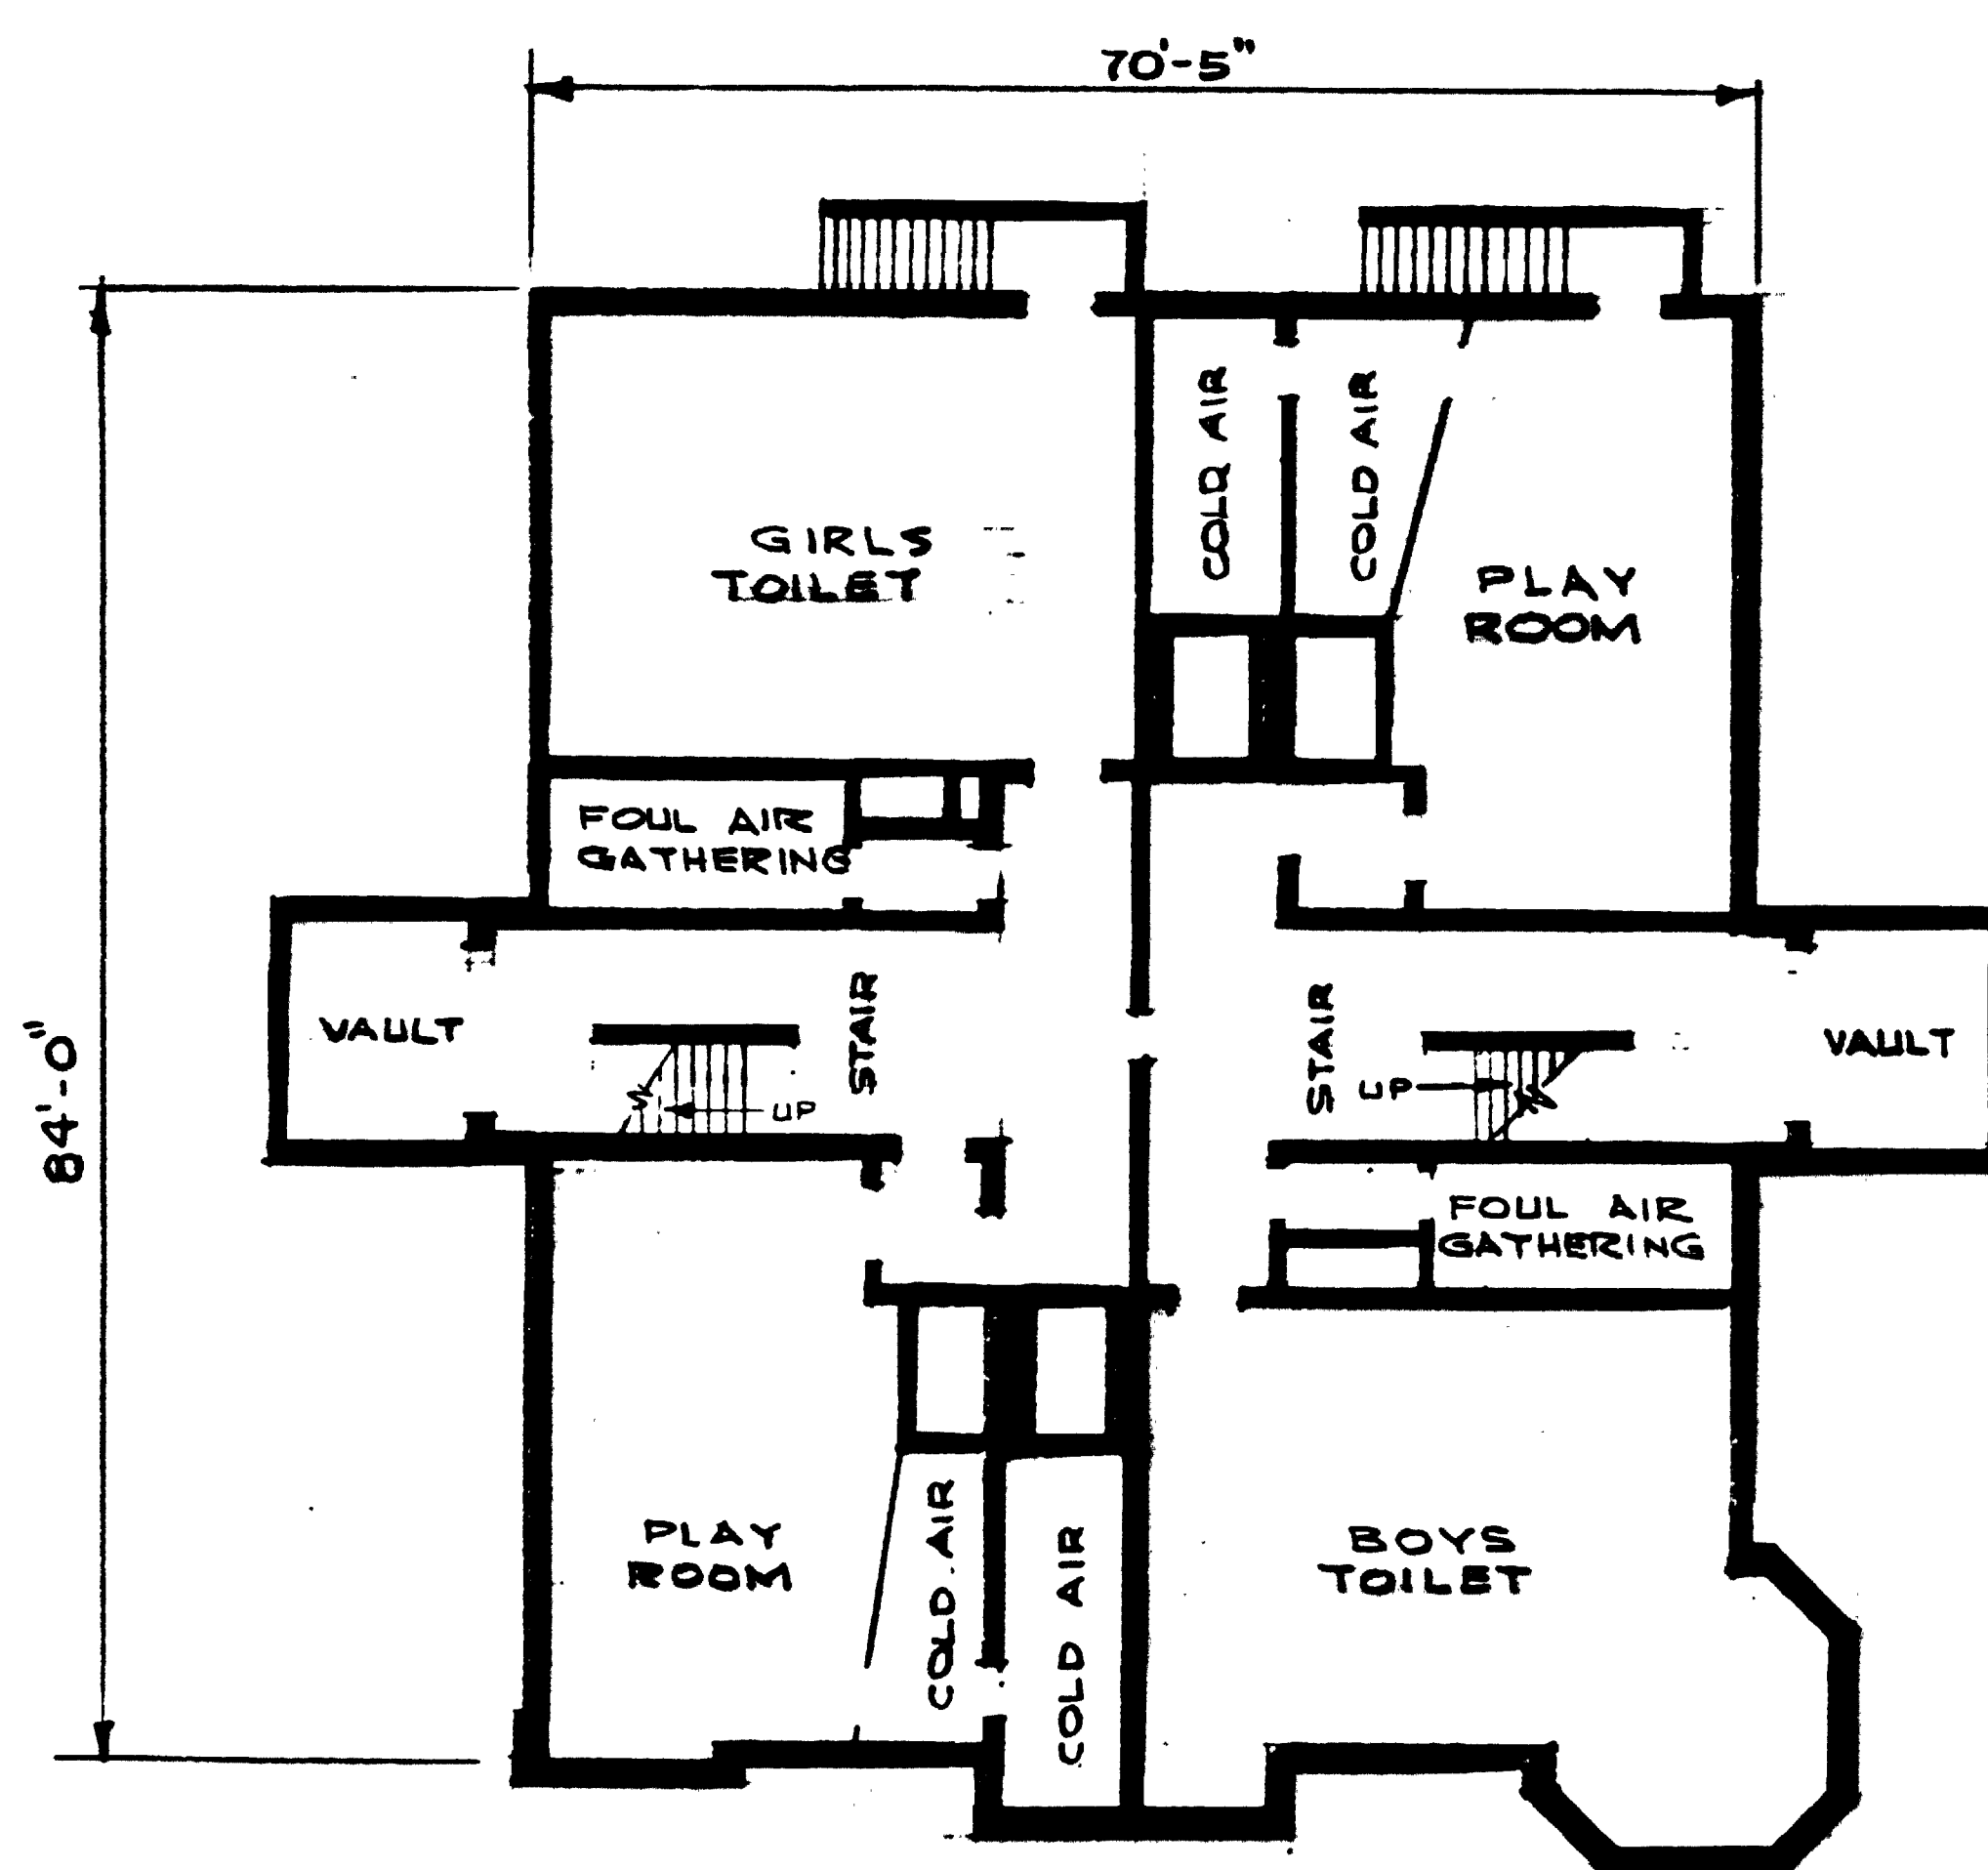 70'-5"
COLD AIR
COLD AIR
GIRLS
TOILET
PLAY
ROOM
FOUL AIR
GATHERING
VAULT
STAIR
UP
STAIR
UP
VAULT
84'-0"
FOUL AIR
GATHERING
PLAY
ROOM
COLD AIR
COLD AIR
BOYS
TOILET